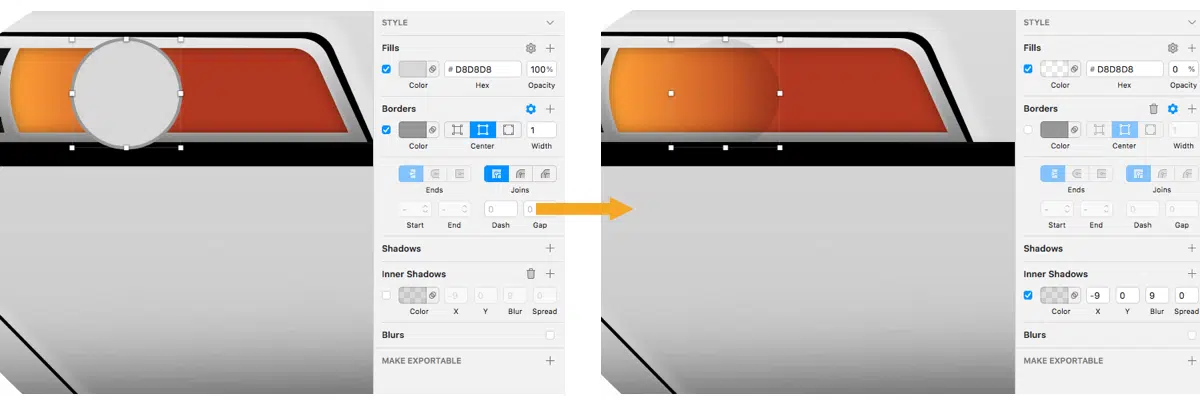 STYLE
Fills
# D8D8D8 100%
Color Hex Opacity
Borders
1
Color Center Width
Ends Joins
- - 0 0
Start End Dash Gap
Shadows
Inner Shadows
-9 0 9 0
Color X Y Blur Spread
Blurs
MAKE EXPORTABLE
STYLE
Fills
# D8D8D8 0 %
Color Hex Opacity
Borders
1
Color Center Width
Ends Joins
- - 0 0
Start End Dash Gap
Shadows
Inner Shadows
-9 0 9 0
Color X Y Blur Spread
Blurs
MAKE EXPORTABLE